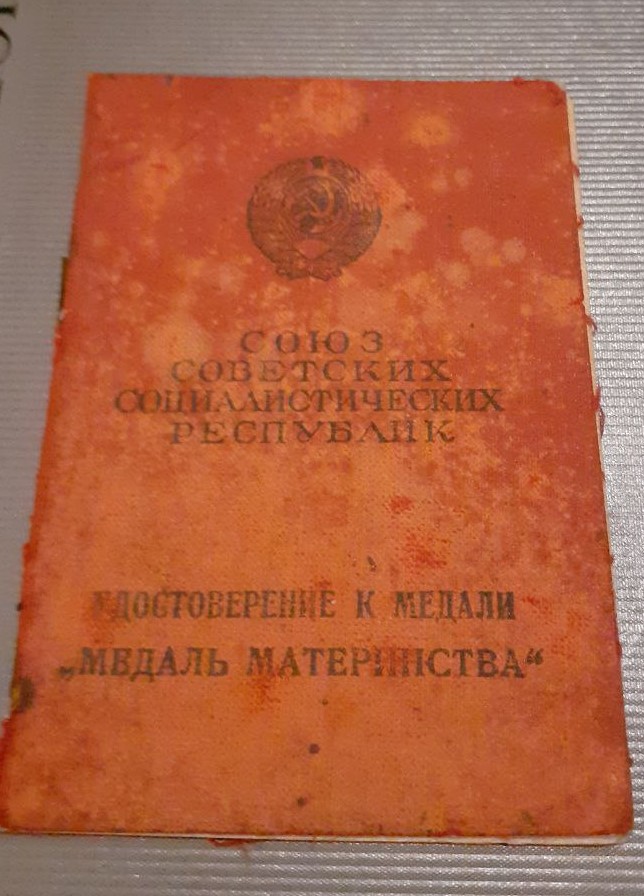 СОЮЗ
СОВЕТСКИХ
СОЦИАЛИСТИЧЕСКИХ
РЕСПУБЛИК
УДОСТОВЕРЕНИЕ К МЕДАЛИ
„МЕДАЛЬ МАТЕРИНСТВА“